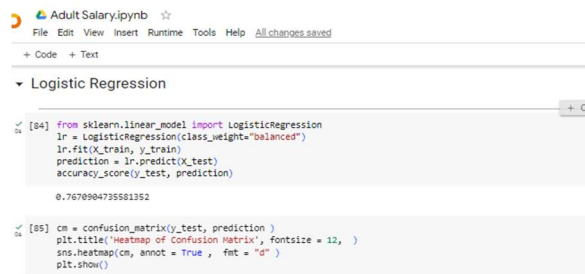 Adult Salary.ipynb
File Edit View Insert Runtime Tools Help All changes saved
+ Code + Text
Logistic Regression
+
[84] from sklearn.linear_model import LogisticRegression
lr = LogisticRegression(class_weight="balanced")
lr.fit(X_train, y_train)
prediction = lr.predict(X_test)
accuracy_score(y_test, prediction)
0.7670904735581352
[85] cm = confusion_matrix(y_test, prediction )
plt.title('Heatmap of Confusion Matrix', fontsize = 12, )
sns.heatmap(cm, annot = True , fmt = "d" )
plt.show()